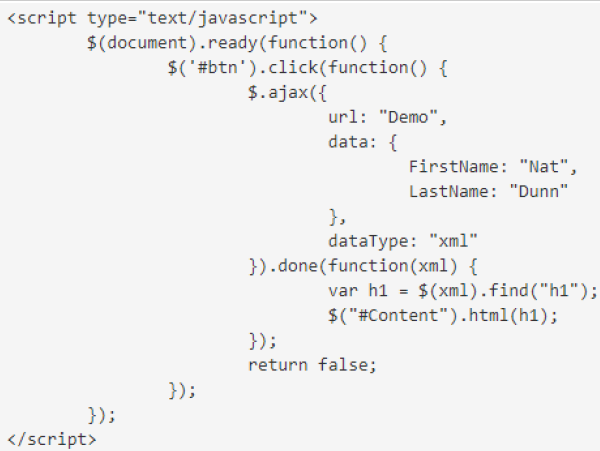 <script type="text/javascript">
        $(document).ready(function() {
                $('#btn').click(function() {
                        $.ajax({
                                url: "Demo",
                                data: {
                                        FirstName: "Nat",
                                        LastName: "Dunn"
                                },
                                dataType: "xml"
                        }).done(function(xml) {
                                var h1 = $(xml).find("h1");
                                $("#Content").html(h1);
                        });
                        return false;
                });
        });
</script>